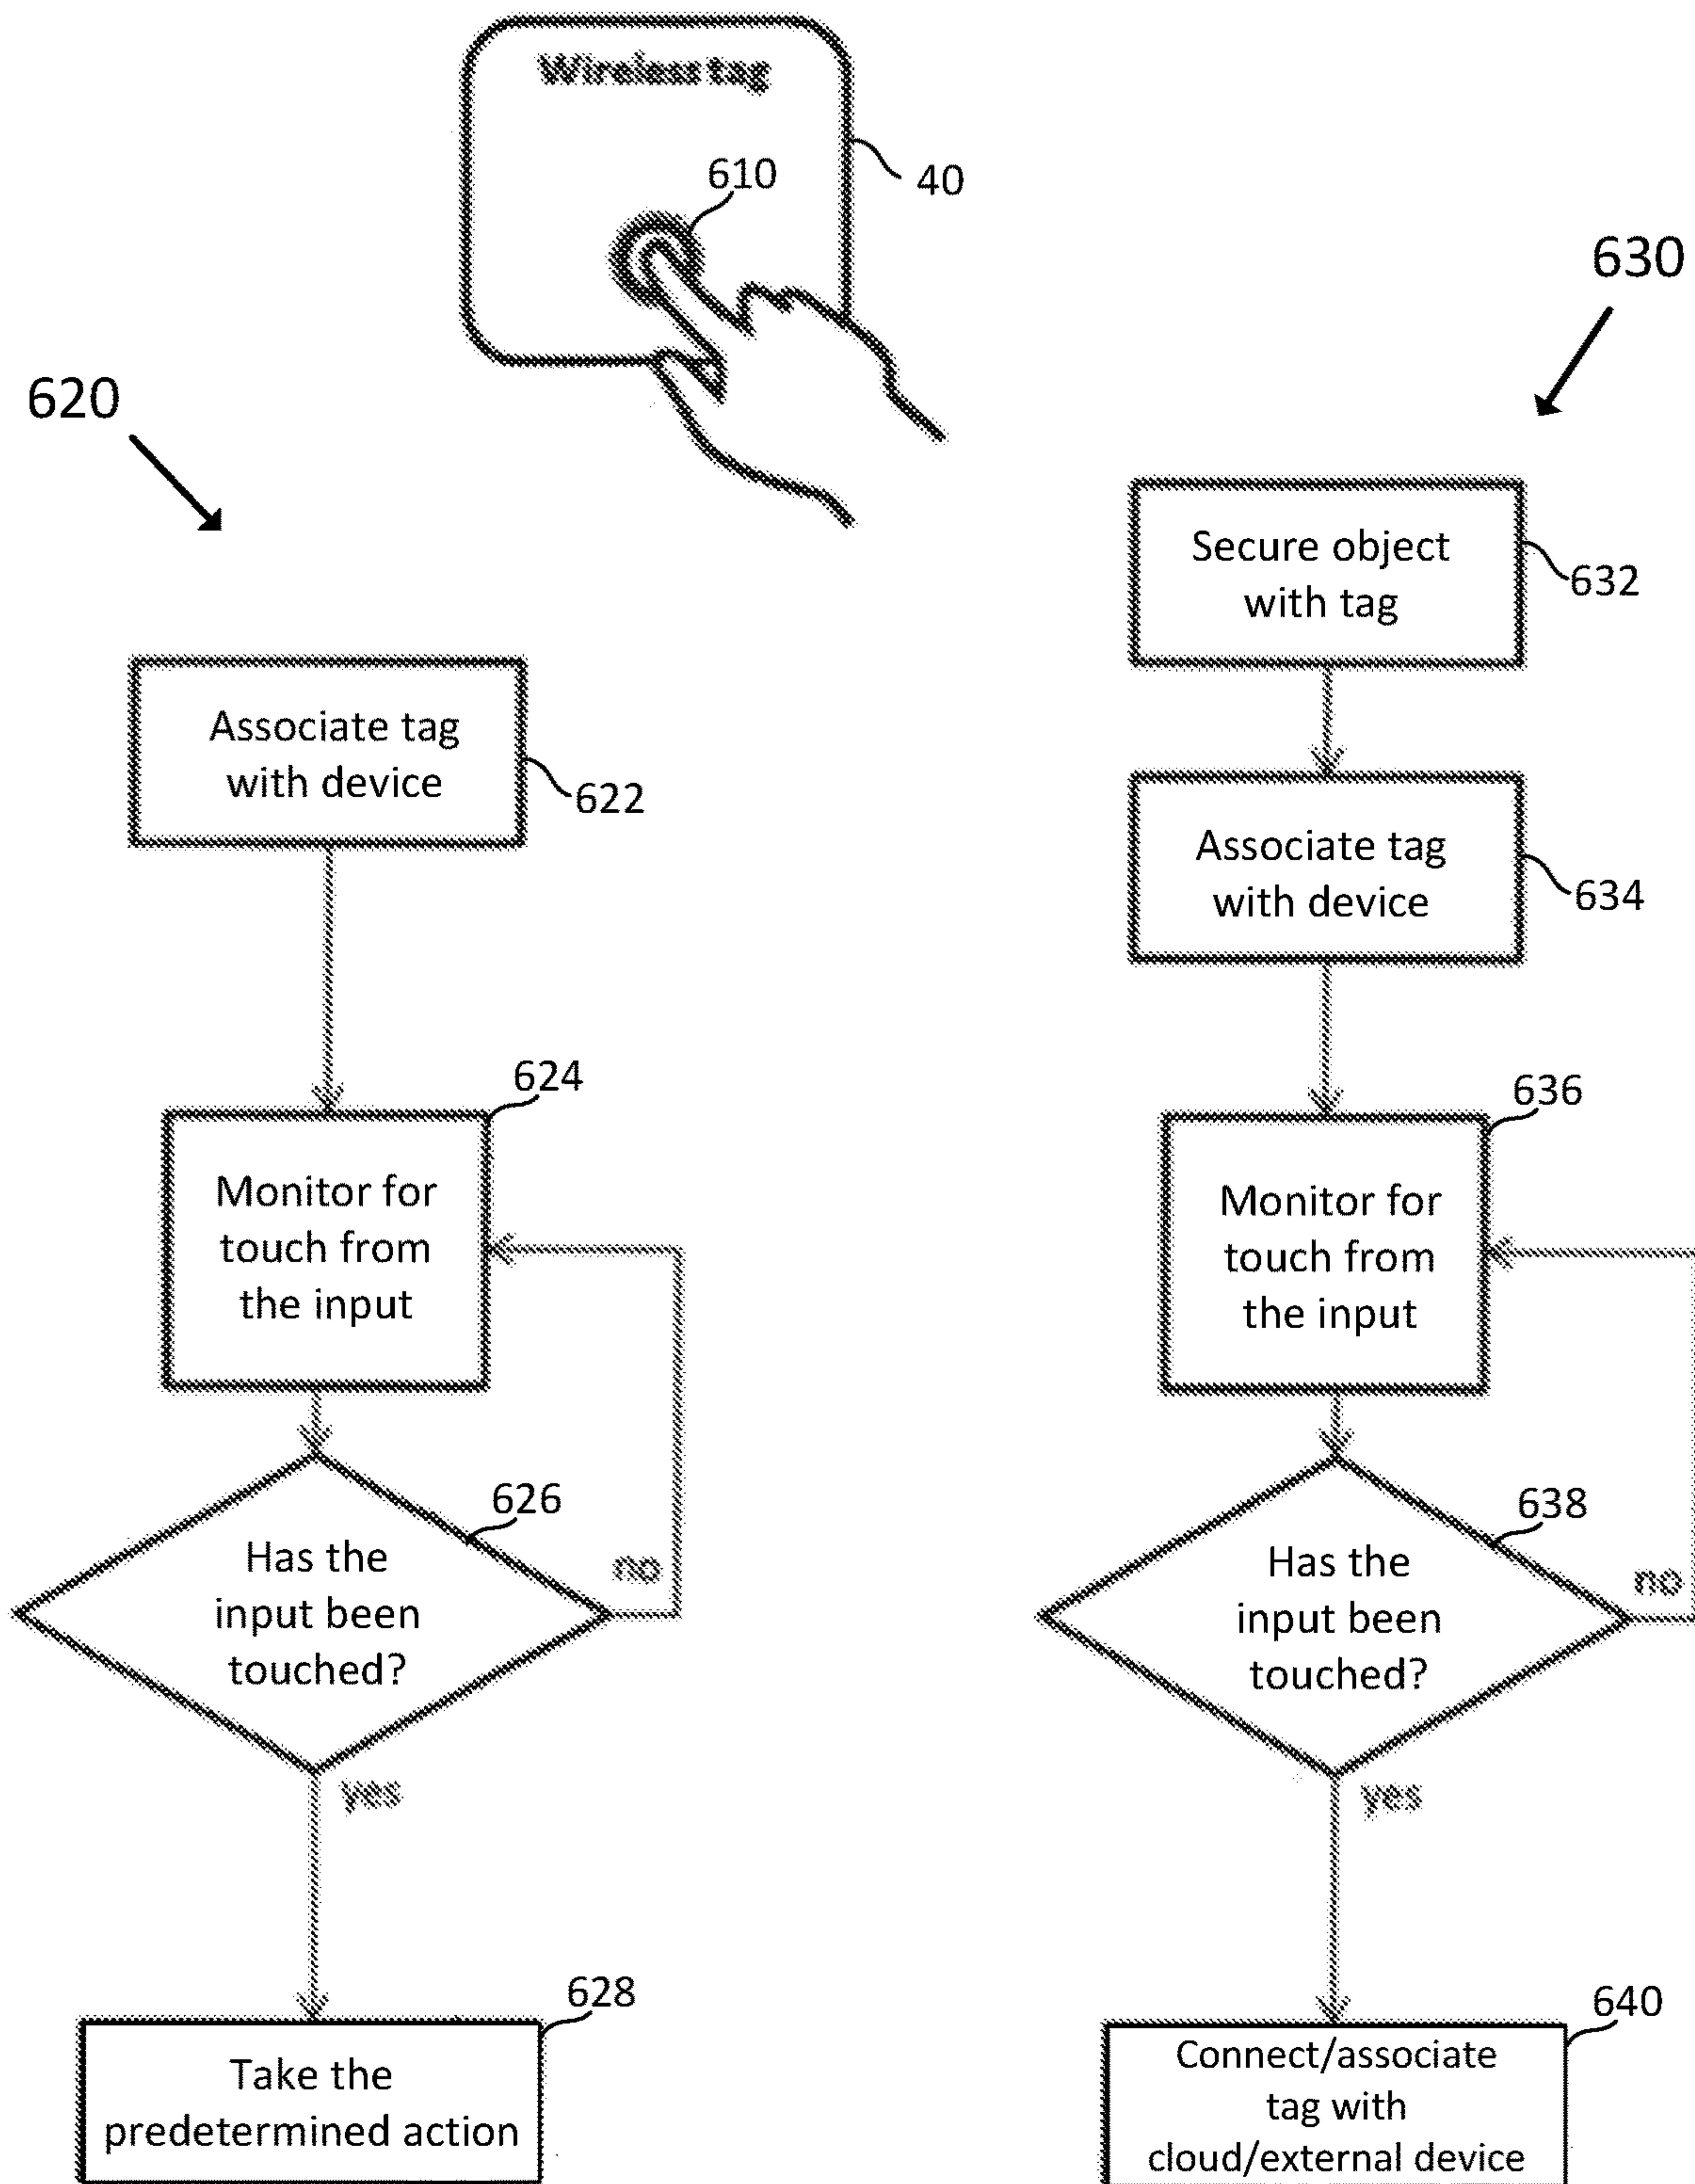 Wireless tag
610
40
630
620
Secure object
with tag
632
Associate tag
with device
622
Associate tag
with device
634
624
Monitor for
touch from
the input
636
Monitor for
touch from
the input
626
Has the
input been
touched?
no
yes
638
Has the
input been
touched?
no
yes
628
Take the
predetermined action
640
Connect/associate
tag with
cloud/external device